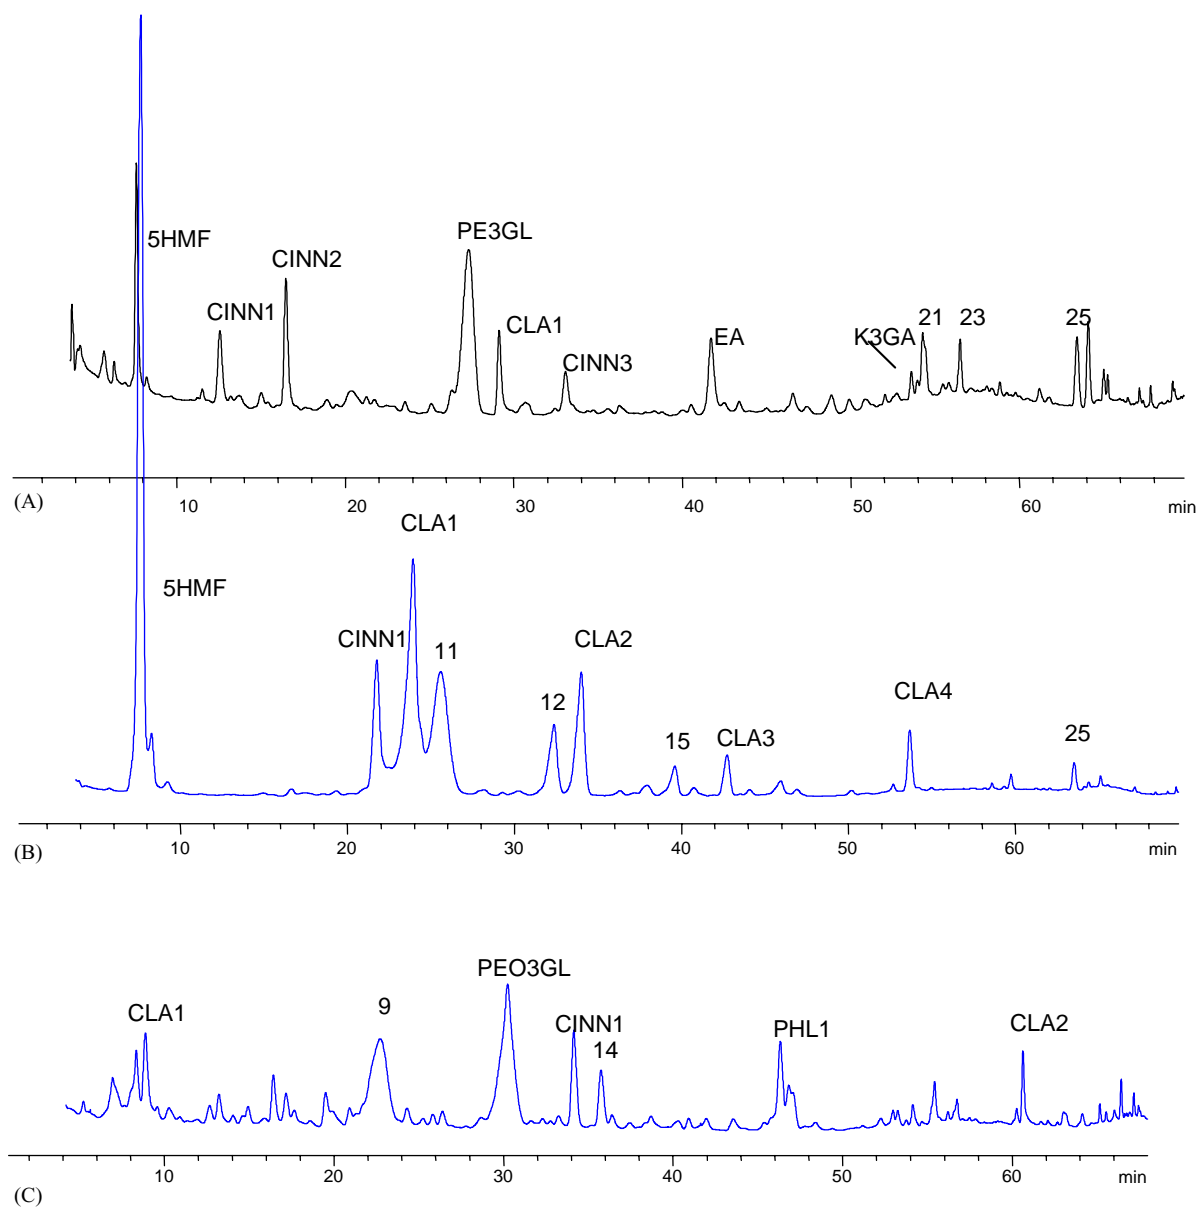 PE3GL
5HMF
CINN2
CINN1
CLA1
21
23
25
EA
K3GA
CINN3
(A)
10
20
30
40
50
60
min
CLA1
5HMF
CINN1
11
CLA2
12
CLA4
15
CLA3
25
(B)
10
20
30
40
50
60
min
PEO3GL
CLA1
9
CINN1
14
PHL1
CLA2
(C)
10
20
30
40
50
60
min